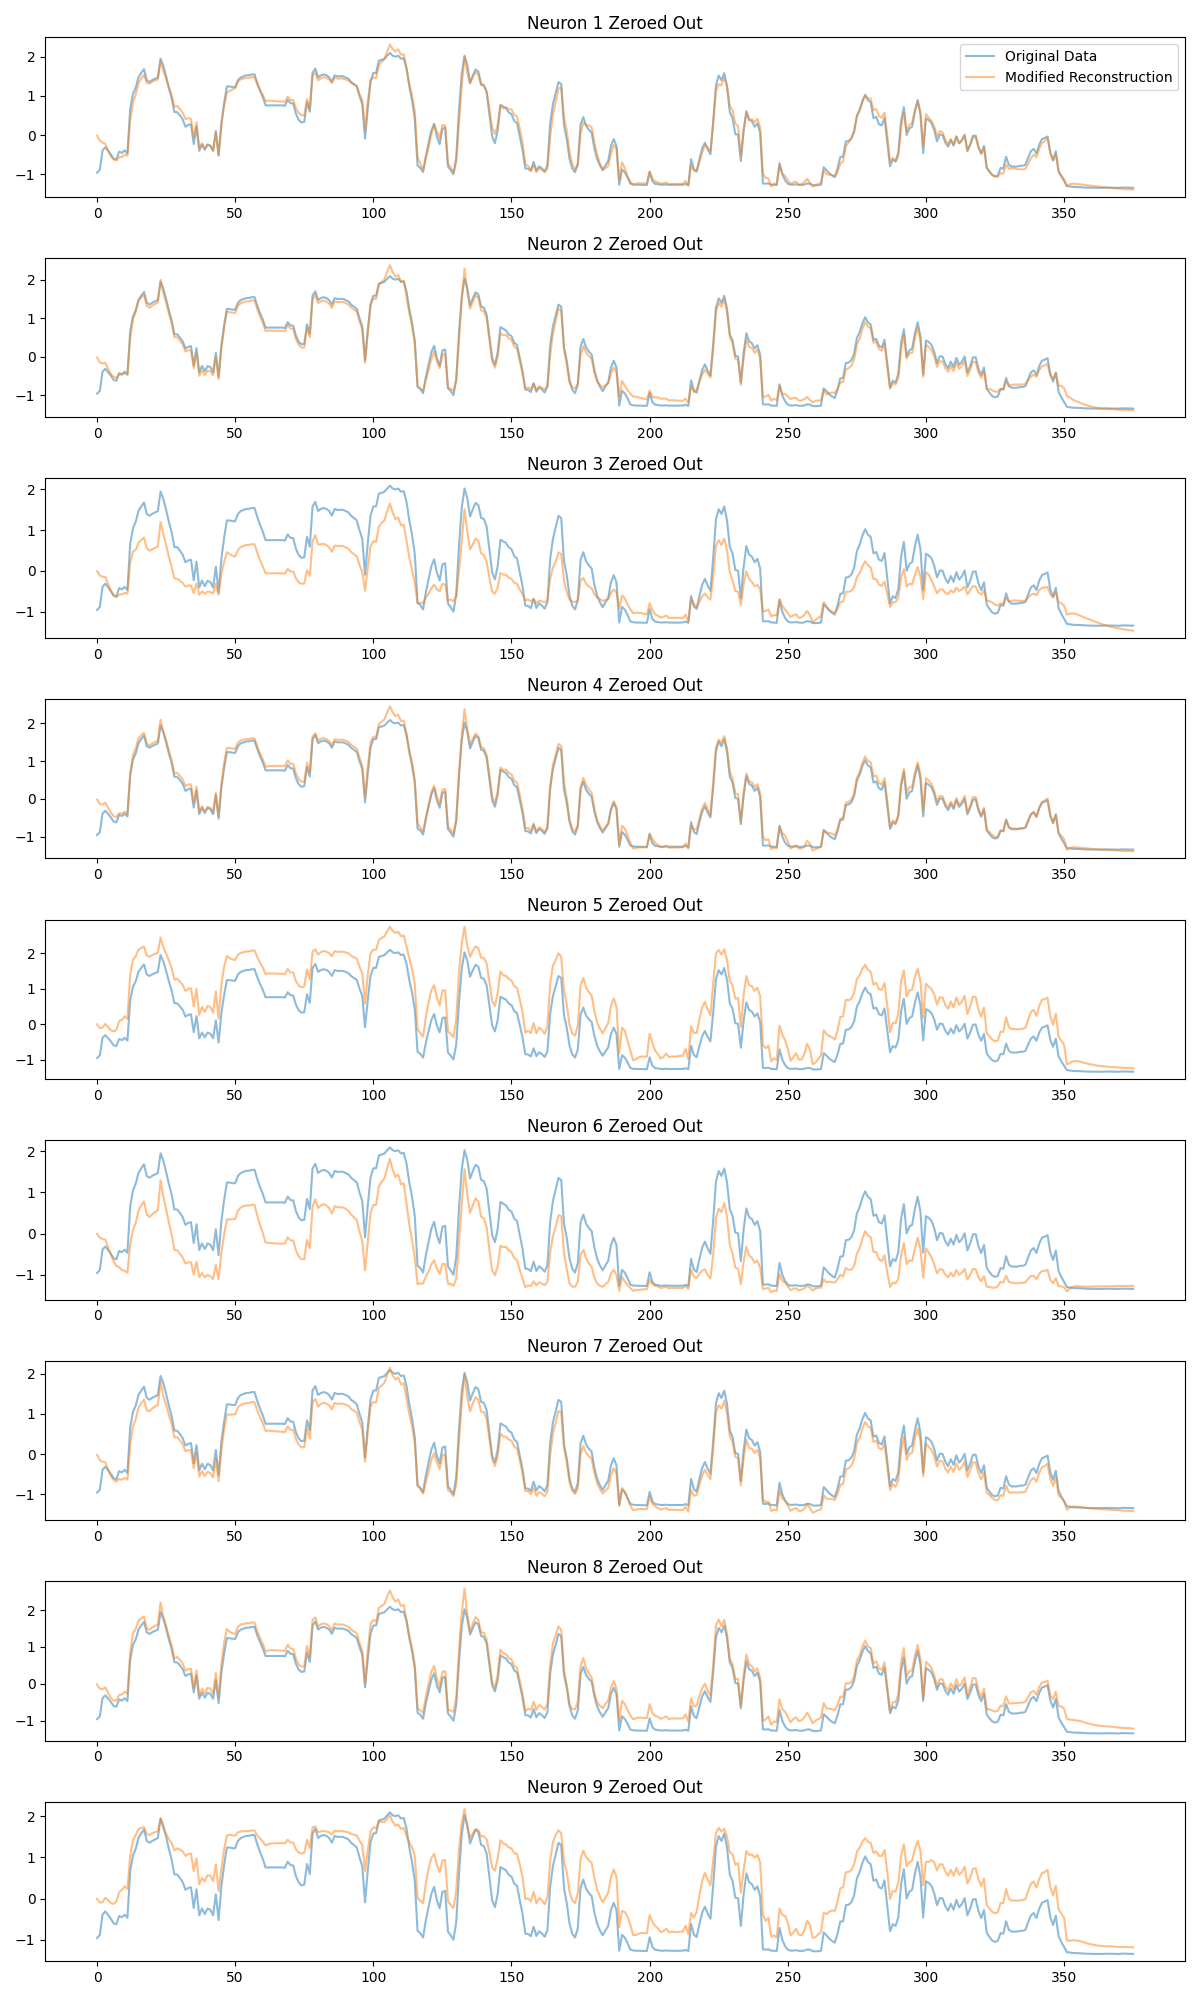 Neuron 1 Zeroed Out
Original Data
Modified Reconstruction
2
1
0
−1
0 50 100 150 200 250 300 350
Neuron 2 Zeroed Out
2
1
0
−1
0 50 100 150 200 250 300 350
Neuron 3 Zeroed Out
2
1
0
−1
0 50 100 150 200 250 300 350
Neuron 4 Zeroed Out
2
1
0
−1
0 50 100 150 200 250 300 350
Neuron 5 Zeroed Out
2
1
0
−1
0 50 100 150 200 250 300 350
Neuron 6 Zeroed Out
2
1
0
−1
0 50 100 150 200 250 300 350
Neuron 7 Zeroed Out
2
1
0
−1
0 50 100 150 200 250 300 350
Neuron 8 Zeroed Out
2
1
0
−1
0 50 100 150 200 250 300 350
Neuron 9 Zeroed Out
2
1
0
−1
0 50 100 150 200 250 300 350